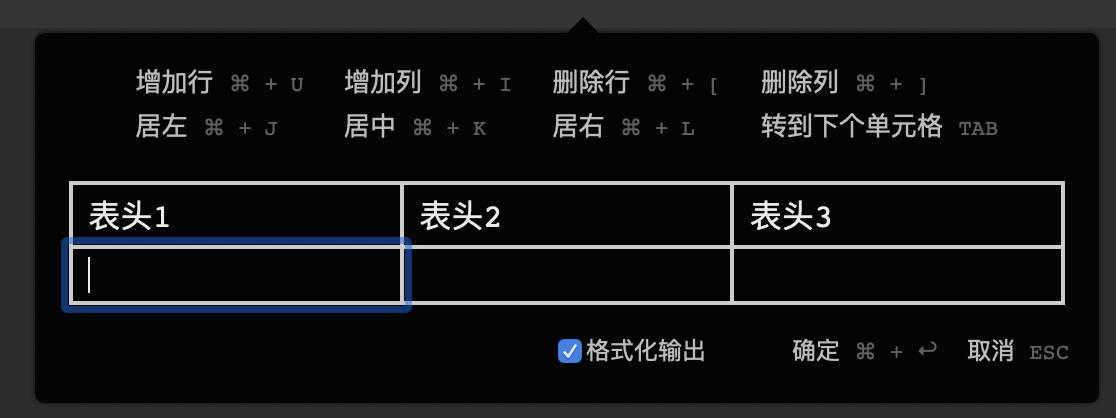 增加行 ⌘ + U 增加列 ⌘ + I 删除行 ⌘ + [ 删除列 ⌘ + ]
居左 ⌘ + J 居中 ⌘ + K 居右 ⌘ + L 转到下个单元格 TAB
表头1 表头2 表头3
格式化输出 确定 ⌘ + ↩ 取消 ESC